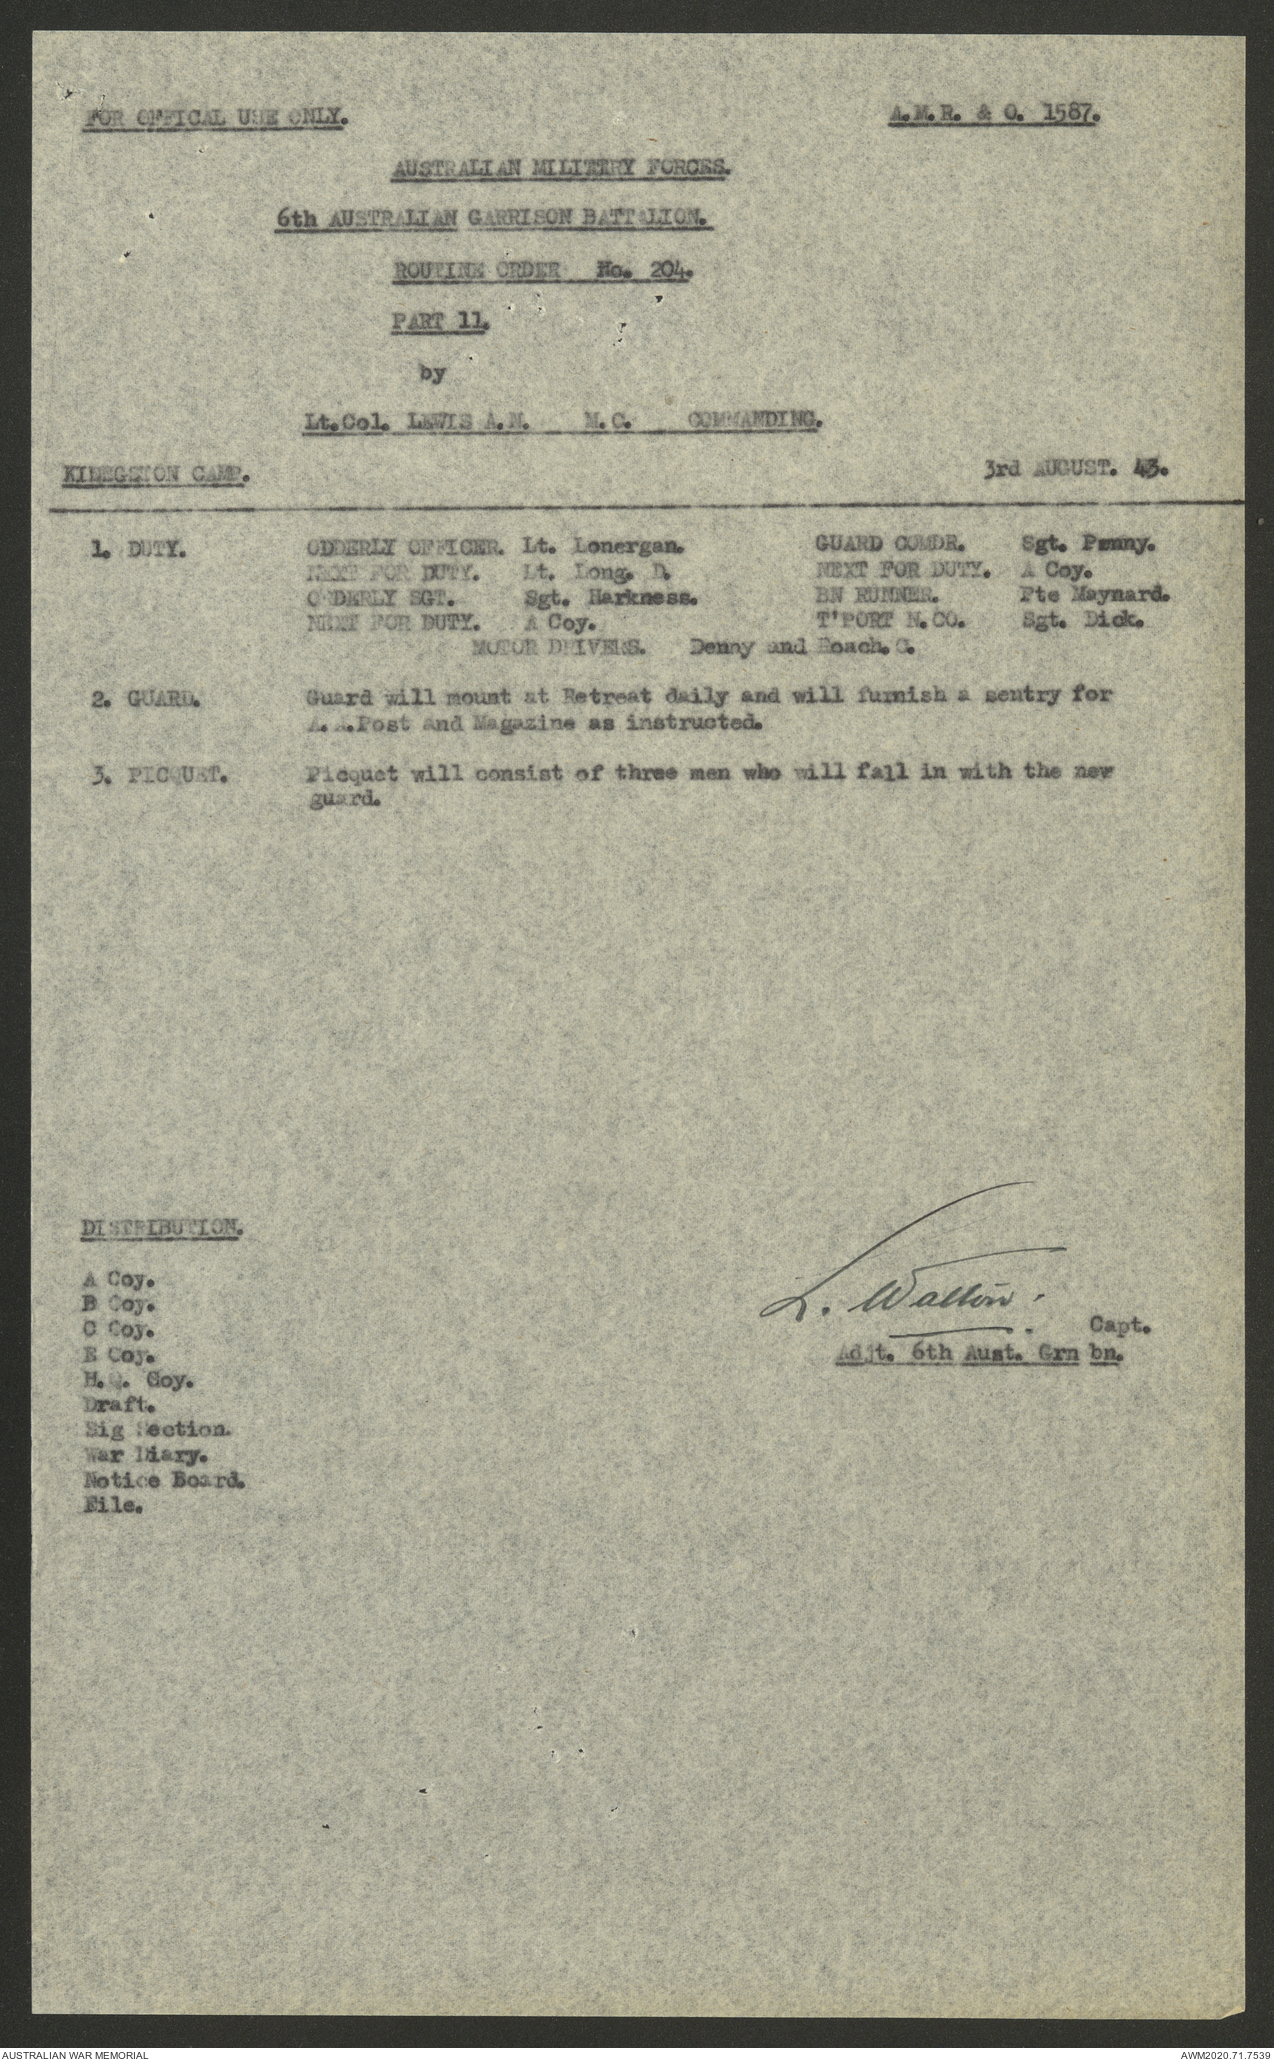 FOR OFFICAL USE ONLY.
A.M.R. & O. 1587.
AUSTRALIAN MILITTRY FORCES.
6th AUSTRALIAN GARRISON BATTALION.
ROUTINE ORDER No. 204.
PART 11.
by
Lt.Col. LEWIS A.M. M.C. COMMANDING.
CAMP. 3rd AUGUST. 43.
1. DUTY. ODDERLY OFFICER. Lt. Lonergan. GUARD COMDR. Sgt. Penny.
NEXT FOR DUTY. Lt. Long. D. NEXT FOR DUTY. A Coy.
ORDERLY SGT. Sgt. Harkness. BN RUNNER. Pte Maynard.
NEXT FOR DUTY. A Coy. T'PORT N.CO. Sgt. Dick.
MOTOR DRIVERS. Denny and Roach. C.
2. GUARD. Guard will mount at Retreat daily and will furnish a sentry for
A.A.Post and Magazine as instructed.
3. PICQUET. Picquet will consist of three men who will fall in with the new
guard.
DISTRIBUTION.
A Coy.
B Coy.
C Coy.
E Coy.
H.Q. Coy.
Draft.
Sig Section.
War Diary.
Notice Board.
File.
L. Walton.
Capt.
Adjt. 6th Aust. Grn bn.
AUSTRALIAN WAR MEMORIAL
AWM2020.71.7539